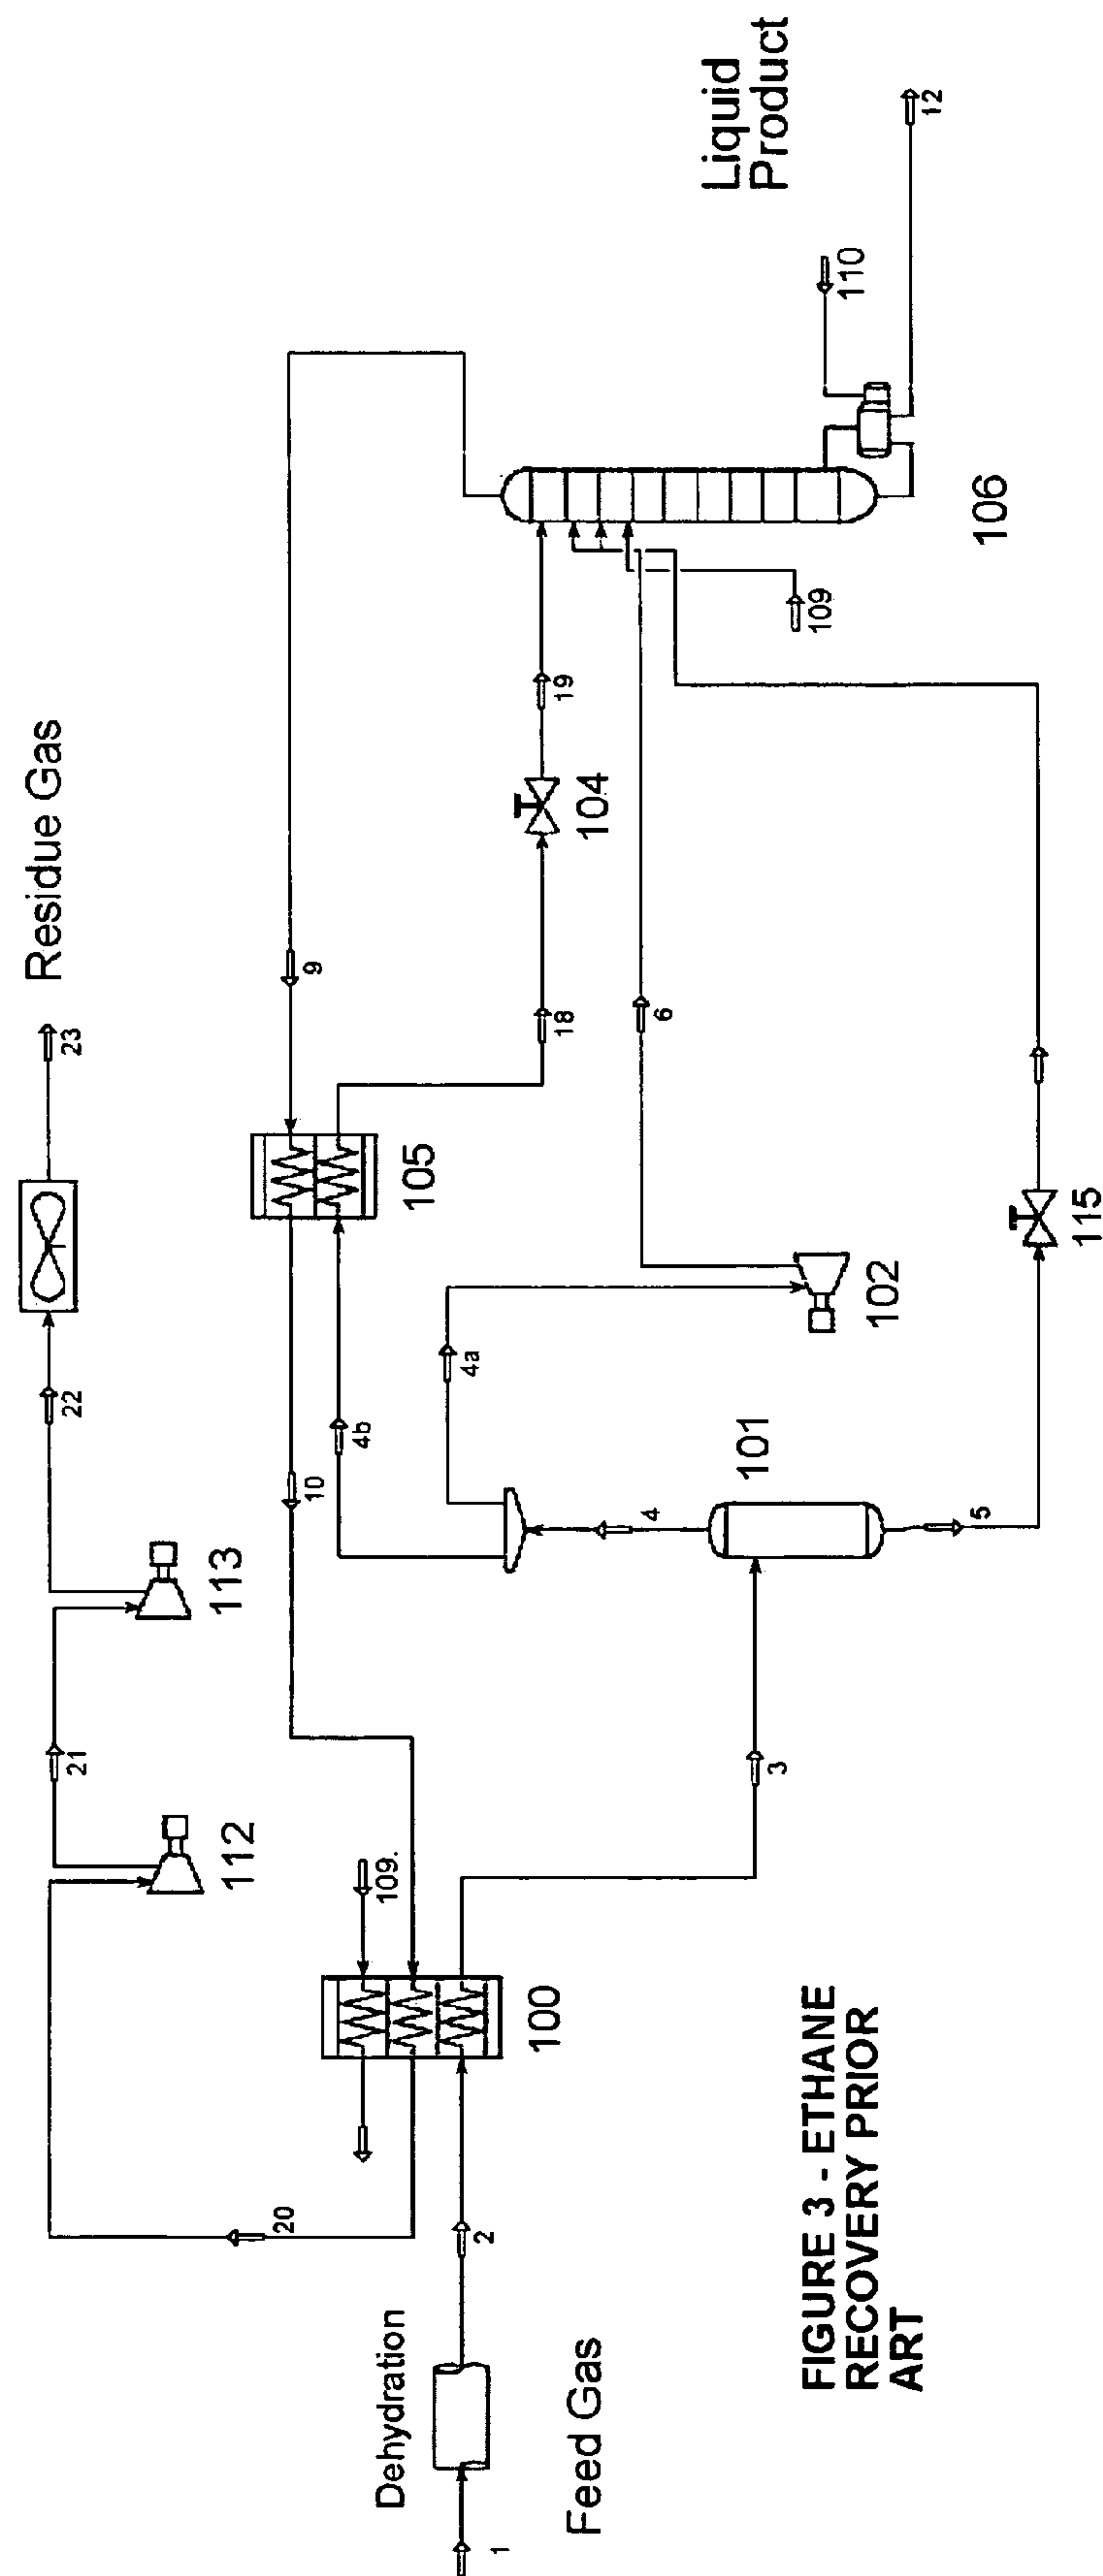 Residue Gas
23
22
21
20
113
112
9
10
105
4b
4a
18
19
104
6
102
101
4
5
115
3
109.
100
2
1
Dehydration
Feed Gas
109
106
110
12
Liquid
Product
FIGURE 3 - ETHANE
RECOVERY PRIOR
ART